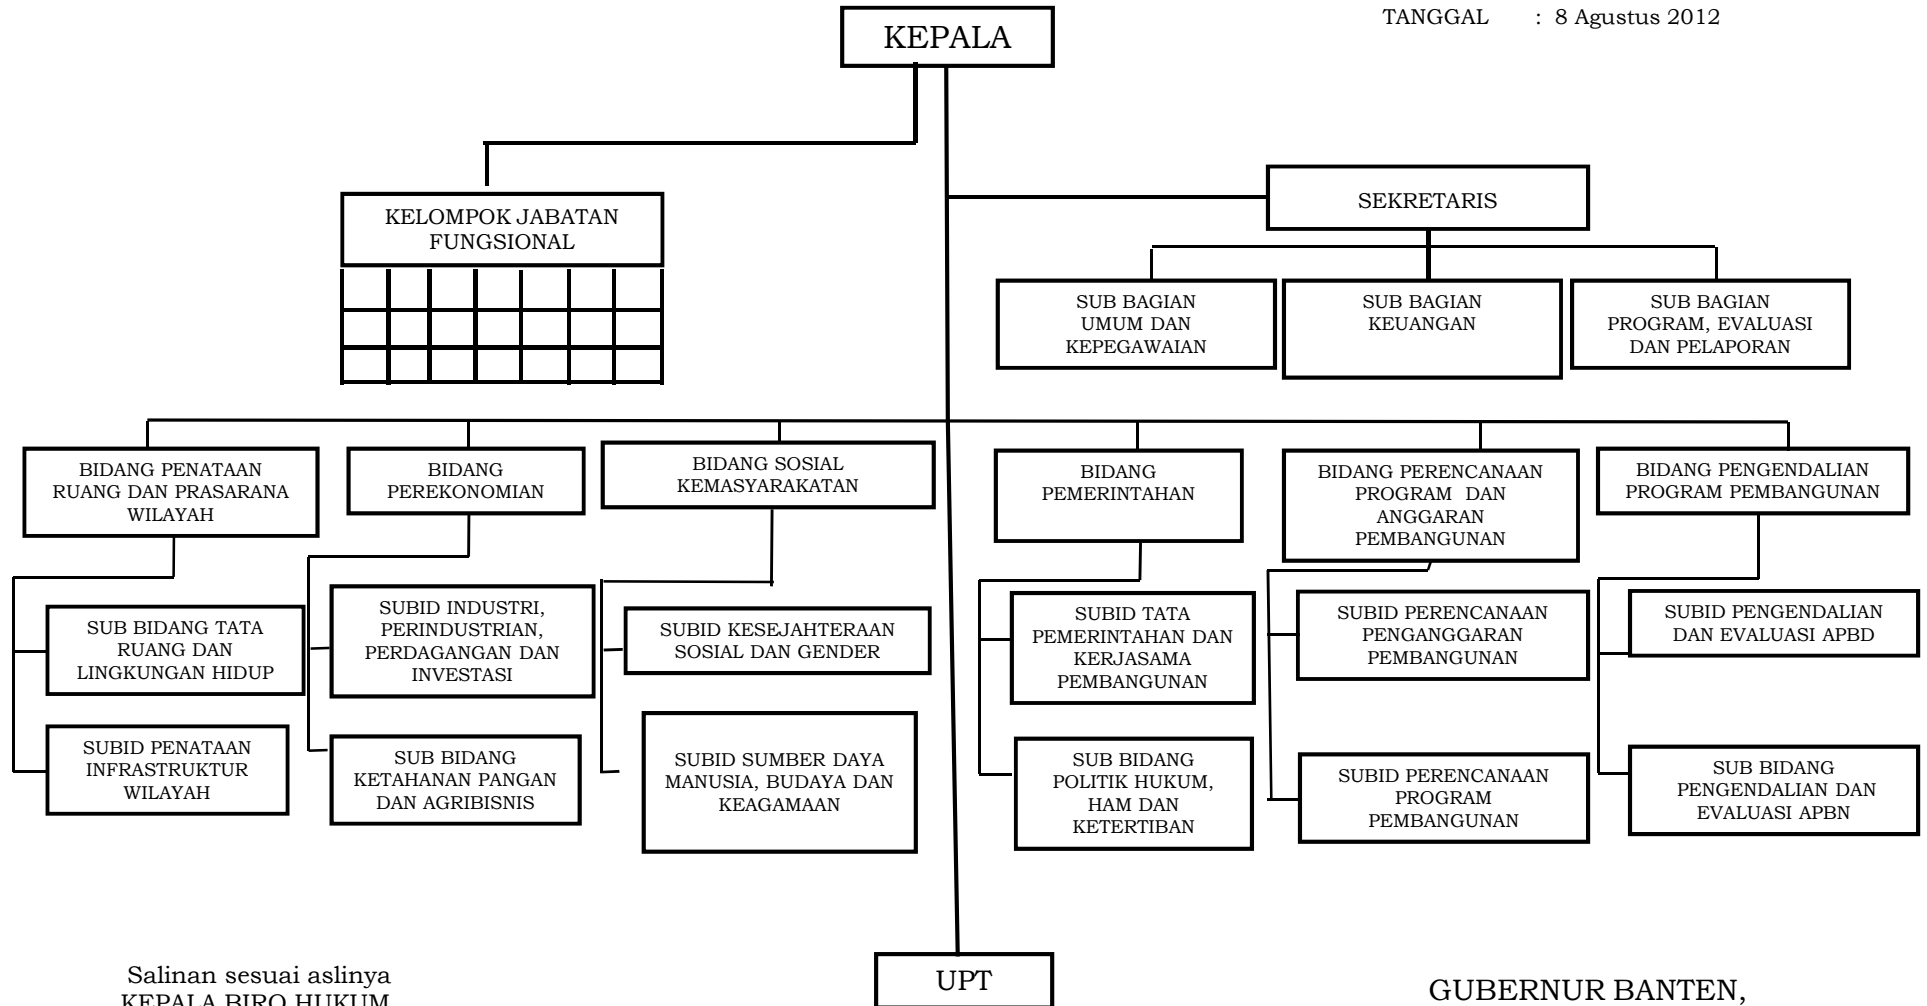 KEPALA
TANGGAL : 8 Agustus 2012
KELOMPOK JABATAN
FUNGSIONAL
SEKRETARIS
SUB BAGIAN
UMUM DAN
KEPEGAWAIAN
SUB BAGIAN
KEUANGAN
SUB BAGIAN
PROGRAM, EVALUASI
DAN PELAPORAN
BIDANG PENATAAN
RUANG DAN PRASARANA
WILAYAH
BIDANG
PEREKONOMIAN
BIDANG SOSIAL
KEMASYARAKATAN
BIDANG
PEMERINTAHAN
BIDANG PERENCANAAN
PROGRAM DAN
ANGGARAN
PEMBANGUNAN
BIDANG PENGENDALIAN
PROGRAM PEMBANGUNAN
SUB BIDANG TATA
RUANG DAN
LINGKUNGAN HIDUP
SUBID INDUSTRI,
PERINDUSTRIAN,
PERDAGANGAN DAN
INVESTASI
SUBID KESEJAHTERAAN
SOSIAL DAN GENDER
SUBID TATA
PEMERINTAHAN DAN
KERJASAMA
PEMBANGUNAN
SUBID PERENCANAAN
PENGANGGARAN
PEMBANGUNAN
SUBID PENGENDALIAN
DAN EVALUASI APBD
SUBID PENATAAN
INFRASTRUKTUR
WILAYAH
SUB BIDANG
KETAHANAN PANGAN
DAN AGRIBISNIS
SUBID SUMBER DAYA
MANUSIA, BUDAYA DAN
KEAGAMAAN
SUB BIDANG
POLITIK HUKUM,
HAM DAN
KETERTIBAN
SUBID PERENCANAAN
PROGRAM
PEMBANGUNAN
SUB BIDANG
PENGENDALIAN DAN
EVALUASI APBN
Salinan sesuai aslinya
KEPALA BIRO HUKUM
UPT
GUBERNUR BANTEN,